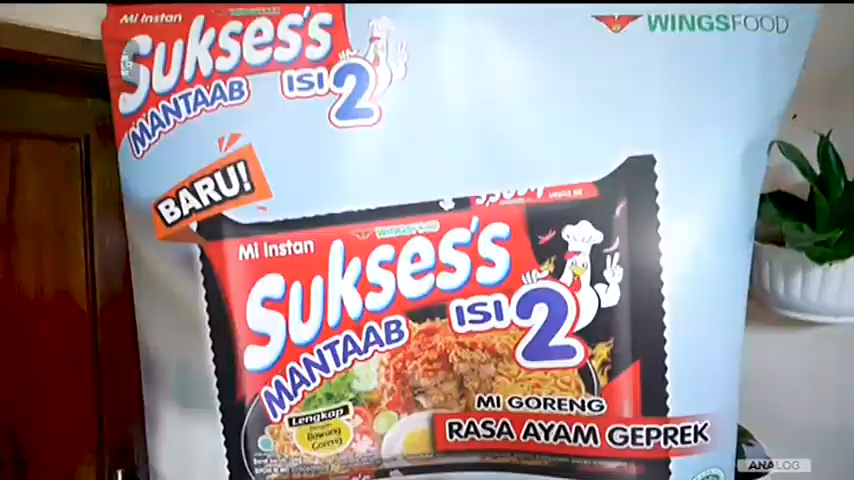 Mi Instan
Sukses's
MANTAAB
ISI 2
WINGSFOOD
BARU!
Mi Instan
Sukses's
MANTAAB
ISI 2
Lengkap
dengan
Bawang
Goreng
MI GORENG
RASA AYAM GEPREK
ANALOG